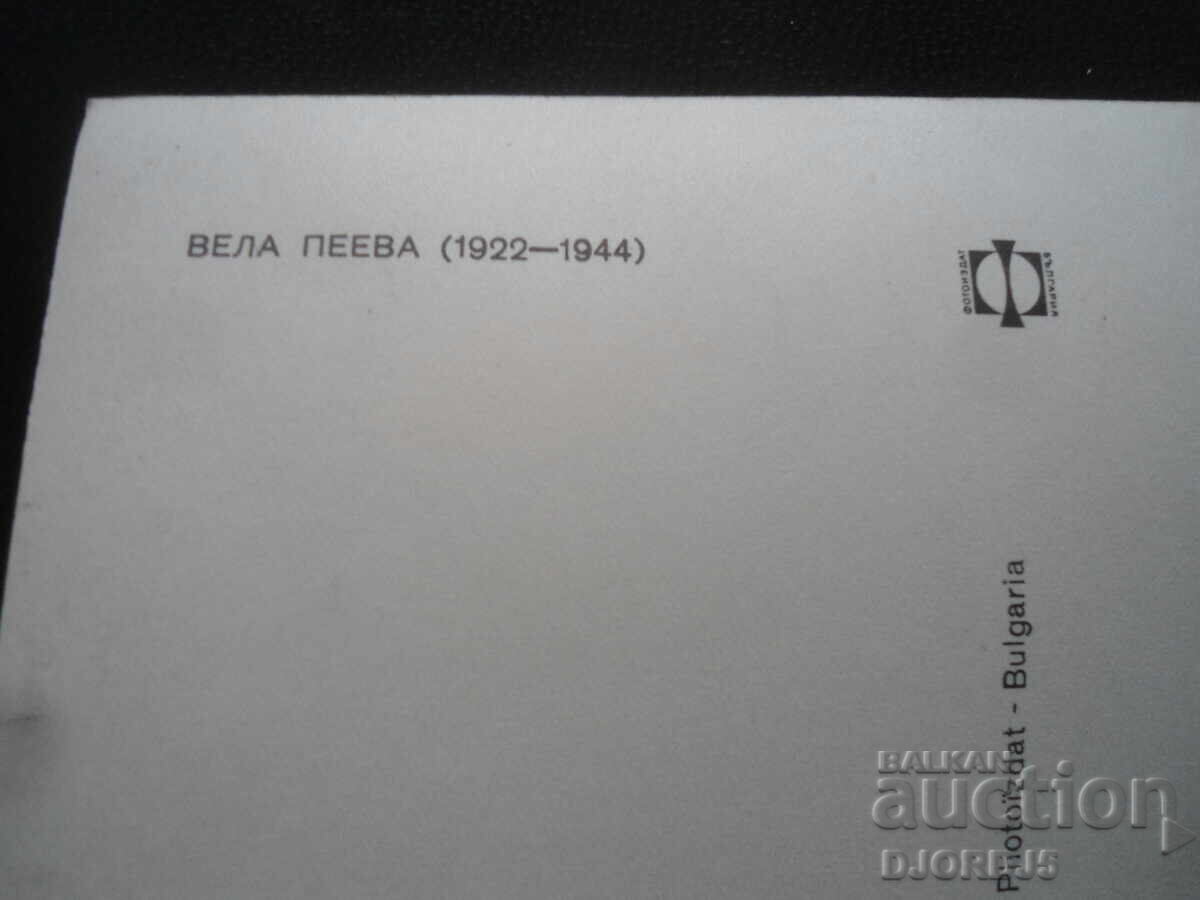 ВЕЛА ПЕЕВА (1922—1944)
ФОТОИЗДАТ
БЪЛГАРИЯ
Photoizdat - Bulgaria
BALKAN
auction
DJOREJ5